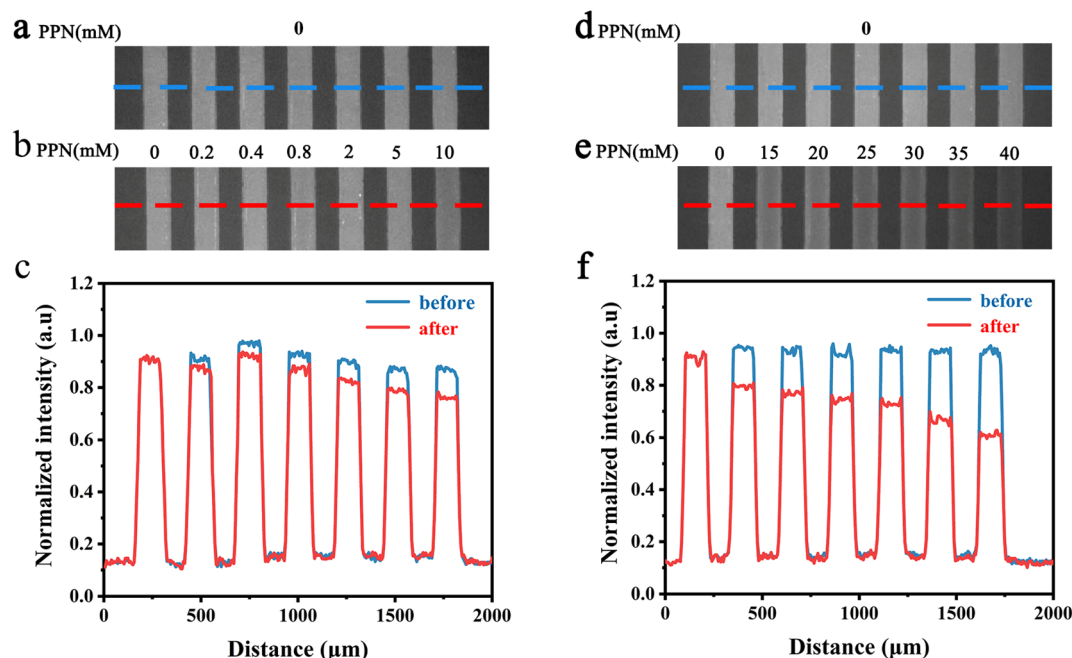 a PPN(mM) 0
b PPN(mM) 0 0.2 0.4 0.8 2 5 10
c
1.2
1.0
0.8
0.6
0.4
0.2
0.0
Normalized intensity (a.u)
before
after
0 500 1000 1500 2000
Distance (µm)
d PPN(mM) 0
e PPN(mM) 0 15 20 25 30 35 40
f
1.2
1.0
0.8
0.6
0.4
0.2
0.0
Normalized intensity (a.u)
before
after
0 500 1000 1500 2000
Distance (µm)